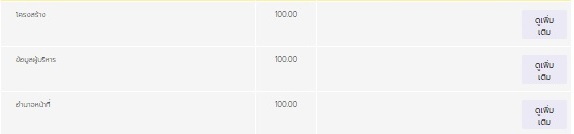 โครงสร้าง 100.00 ดูเพิ่ม
เติม
ข้อมูลผู้บริหาร 100.00 ดูเพิ่ม
เติม
อำนาจหน้าที่ 100.00 ดูเพิ่ม
เติม